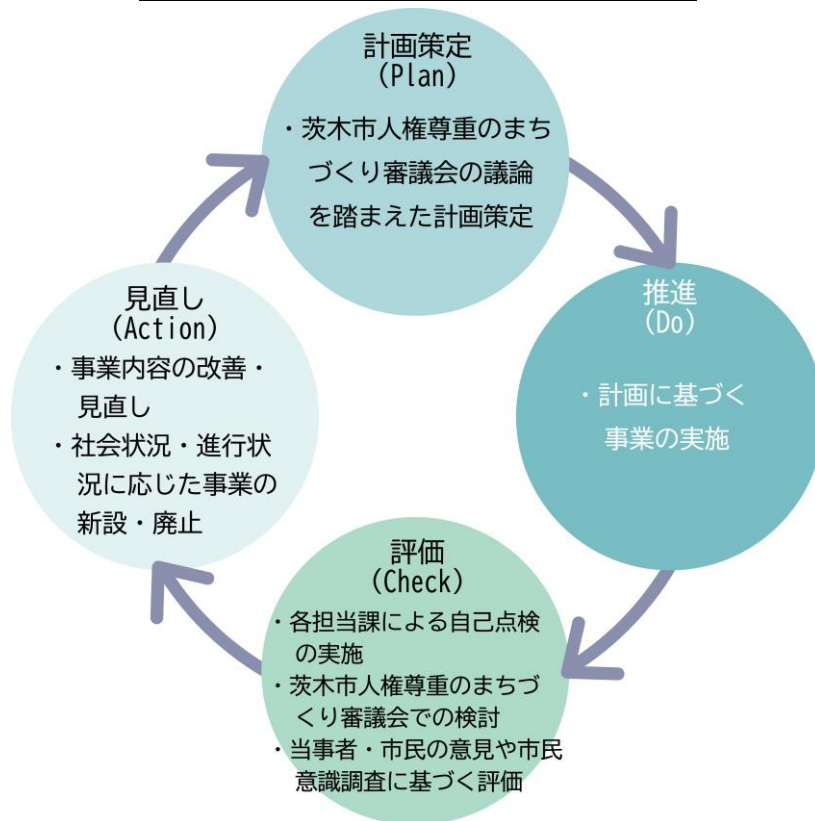 計画策定
(Plan)
・茨木市人権尊重のまち
づくり審議会の議論
を踏まえた計画策定
推進
(Do)
・計画に基づく
事業の実施
評価
(Check)
・各担当課による自己点検
の実施
・茨木市人権尊重のまちづ
くり審議会での検討
・当事者・市民の意見や市民
意識調査に基づく評価
見直し
(Action)
・事業内容の改善・
見直し
・社会状況・進行状
況に応じた事業の
新設・廃止